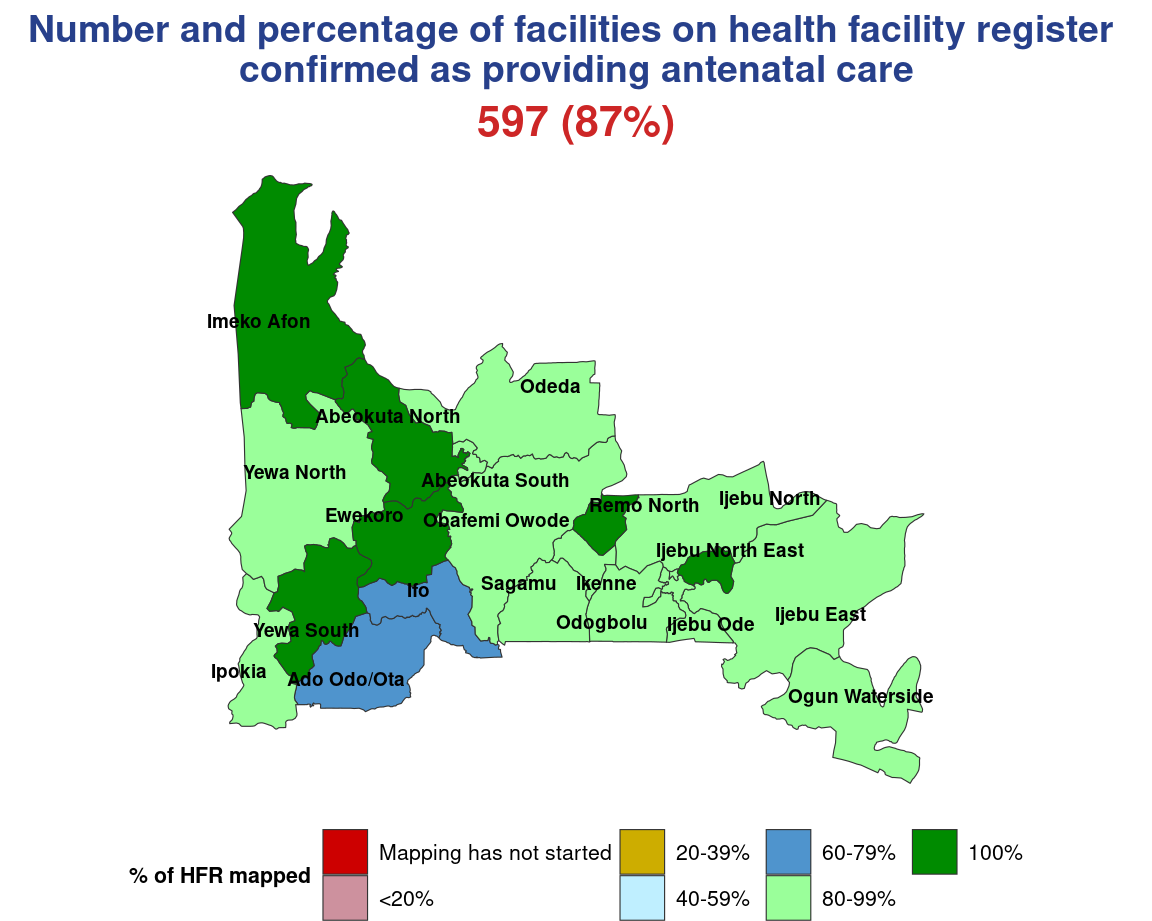 Number and percentage of facilities on health facility register
confirmed as providing antenatal care
597 (87%)
Imeko Afon
Odeda
Abeokuta North
Yewa North
Abeokuta South
Ijebu North
Remo North
Ewekoro
Obafemi Owode
Ijebu North East
Sagamu
Ikenne
Ifo
Ijebu East
Odogbolu
Ijebu Ode
Yewa South
Ipokia
Ado Odo/Ota
Ogun Waterside
% of HFR mapped
Mapping has not started
20-39%
60-79%
100%
<20%
40-59%
80-99%